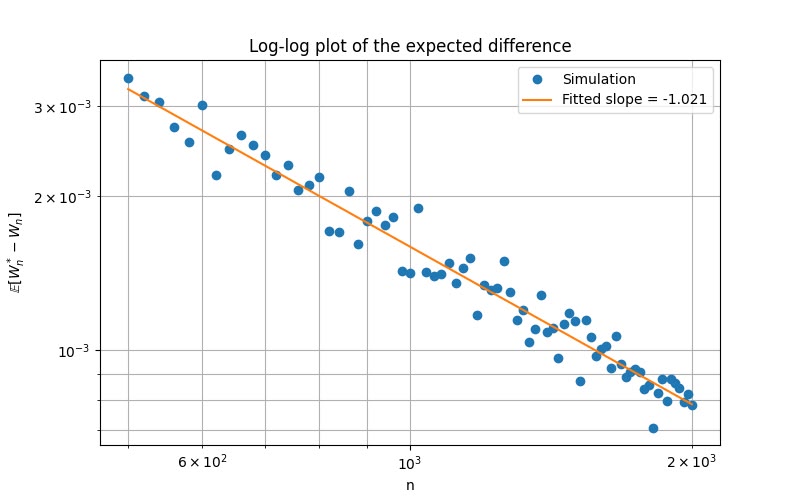 Log-log plot of the expected difference
Simulation
Fitted slope = -1.021
3 × 10⁻³
2 × 10⁻³
10⁻³
𝔼[W*ₙ − Wₙ]
6 × 10²
10³
2 × 10³
n